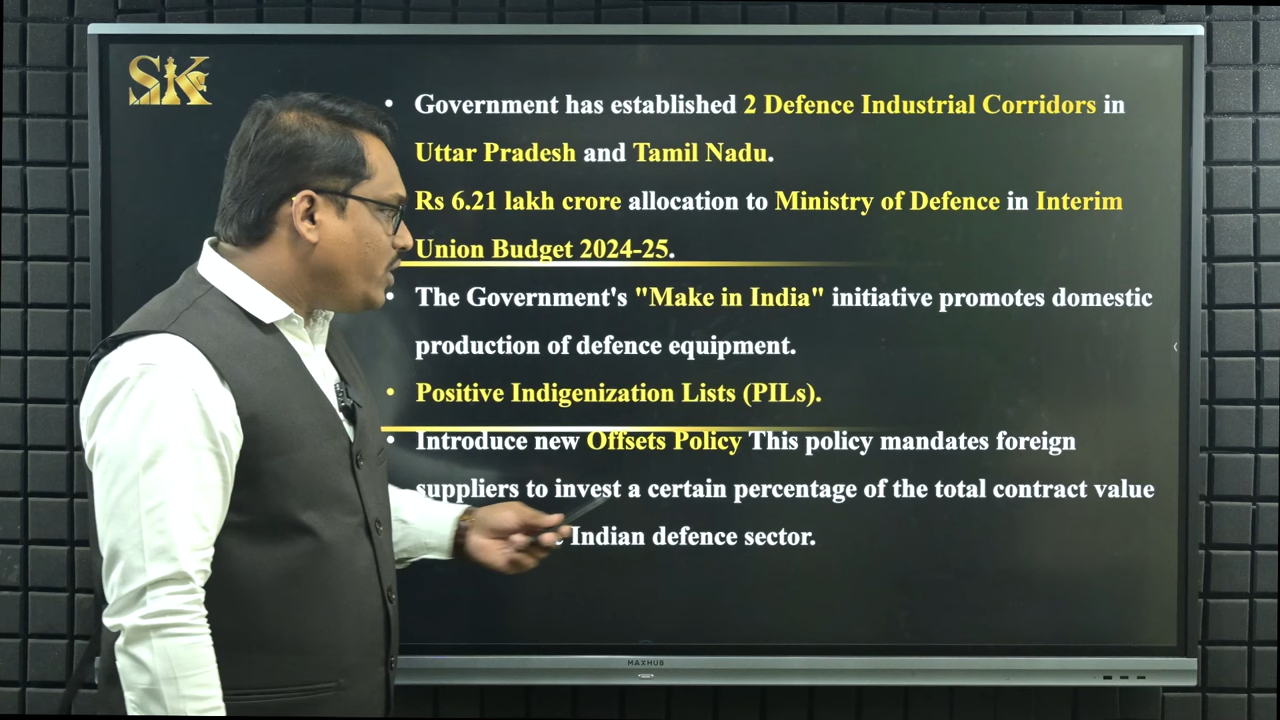 SK
• Government has established 2 Defence Industrial Corridors in
Uttar Pradesh and Tamil Nadu.
Rs 6.21 lakh crore allocation to Ministry of Defence in Interim
Union Budget 2024-25.
• The Government's "Make in India" initiative promotes domestic
production of defence equipment.
• Positive Indigenization Lists (PILs).
• Introduce new Offsets Policy This policy mandates foreign
suppliers to invest a certain percentage of the total contract value
Indian defence sector.
MAXHUB